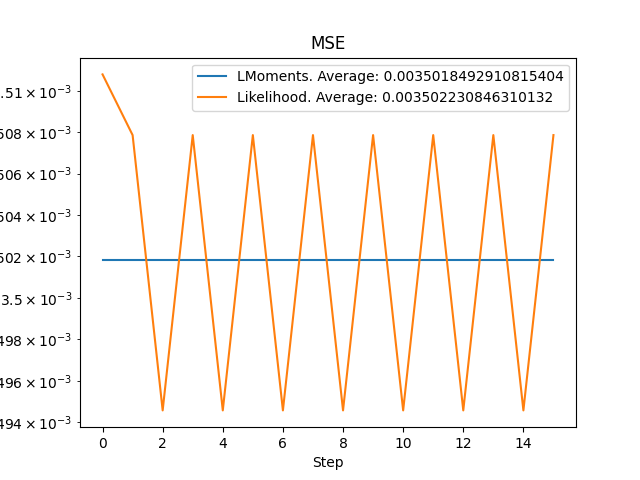 MSE
LMoments. Average: 0.0035018492910815404
Likelihood. Average: 0.003502230846310132
.51 × 10⁻³
508 × 10⁻³
506 × 10⁻³
504 × 10⁻³
502 × 10⁻³
3.5 × 10⁻³
498 × 10⁻³
496 × 10⁻³
494 × 10⁻³
0 2 4 6 8 10 12 14
Step